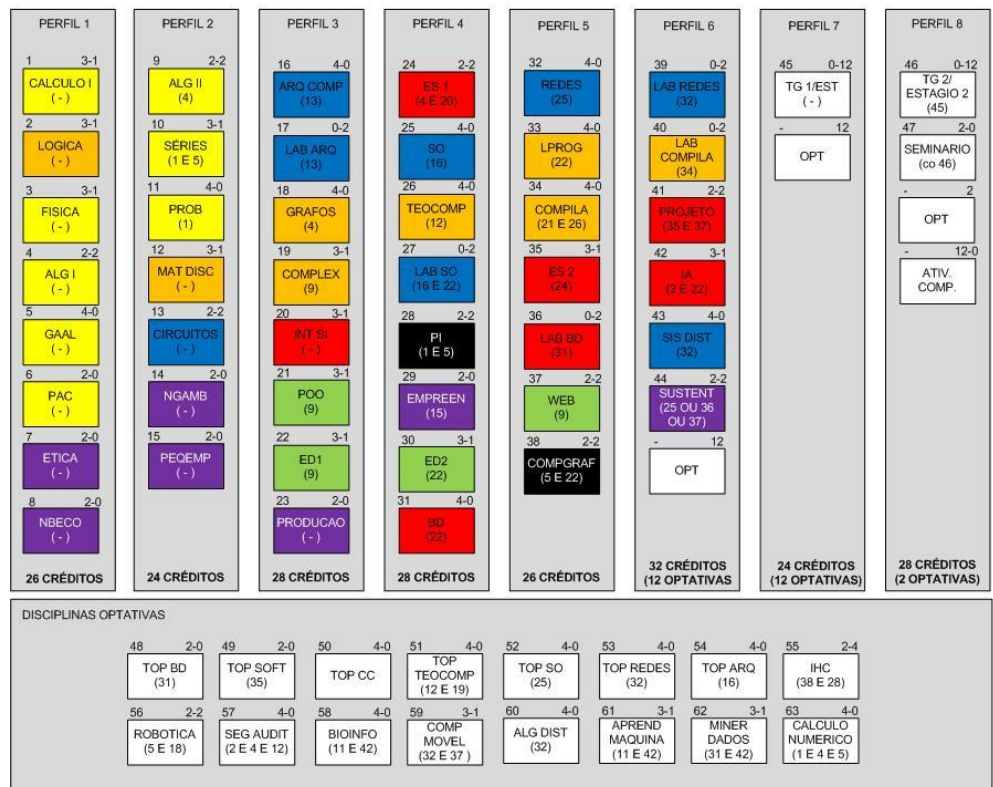 PERFIL 1
1 3-1
CALCULO I
( - )
2 3-1
LOGICA
( - )
3 3-1
FISICA
( - )
4 2-2
ALG I
( - )
5 4-0
GAAL
( - )
6 2-0
PAC
( - )
7 2-0
ETICA
( - )
8 2-0
NBECO
( - )
26 CRÉDITOS
PERFIL 2
9 2-2
ALG II
(4)
10 3-1
SÉRIES
(1 E 5)
11 4-0
PROB
(1)
12 3-1
MAT DISC
( - )
13 2-2
CIRCUITOS
( - )
14 2-0
NGAMB
( - )
15 2-0
PEQEMP
( - )
24 CRÉDITOS
PERFIL 3
16 4-0
ARQ COMP
(13)
17 0-2
LAB ARQ
(13)
18 4-0
GRAFOS
(4)
19 3-1
COMPLEX
(9)
20 3-1
INT SI
( - )
21 3-1
POO
(9)
22 3-1
ED1
(9)
23 2-0
PRODUCAO
( - )
28 CRÉDITOS
PERFIL 4
24 2-2
ES 1
(4 E 20)
25 4-0
SO
(16)
26 4-0
TEOCOMP
(12)
27 0-2
LAB SO
(16 E 22)
28 2-2
PI
(1 E 5)
29 2-0
EMPREEN
(15)
30 3-1
ED2
(22)
31 4-0
BD
(22)
28 CRÉDITOS
PERFIL 5
32 4-0
REDES
(25)
33 4-0
LPROG
(22)
34 4-0
COMPILA
(21 E 26)
35 3-1
ES 2
(24)
36 0-2
LAB BD
(31)
37 2-2
WEB
(9)
38 2-2
COMPGRAF
(5 E 22)
26 CRÉDITOS
PERFIL 6
39 0-2
LAB REDES
(32)
40 0-2
LAB
COMPILA
(34)
41 2-2
PROJETO
(35 E 37)
42 3-1
IA
(2 E 22)
43 4-0
SIS DIST
(32)
44 2-2
SUSTENT
(25 OU 36
OU 37)
- 12
OPT
32 CRÉDITOS
(12 OPTATIVAS
PERFIL 7
45 0-12
TG 1/EST
( - )
- 12
OPT
24 CRÉDITOS
(12 OPTATIVAS)
PERFIL 8
46 0-12
TG 2/
ESTAGIO 2
(45)
47 2-0
SEMINARIO
(co 46)
- 2
OPT
- 12-0
ATIV.
COMP.
28 CRÉDITOS
(2 OPTATIVAS)
DISCIPLINAS OPTATIVAS
48 2-0
TOP BD
(31)
49 2-0
TOP SOFT
(35)
50 4-0
TOP CC
51 4-0
TOP
TEOCOMP
(12 E 19)
52 4-0
TOP SO
(25)
53 4-0
TOP REDES
(32)
54 4-0
TOP ARQ
(16)
55 2-4
IHC
(38 E 28)
56 2-2
ROBOTICA
(5 E 18)
57 4-0
SEG AUDIT
(2 E 4 E 12)
58 4-0
BIOINFO
(11 E 42)
59 3-1
COMP
MOVEL
(32 E 37 )
60 4-0
ALG DIST
(32)
61 3-1
APREND
MAQUINA
(11 E 42)
62 3-1
MINER
DADOS
(31 E 42)
63 4-0
CALCULO
NUMERICO
(1 E 4 E 5)